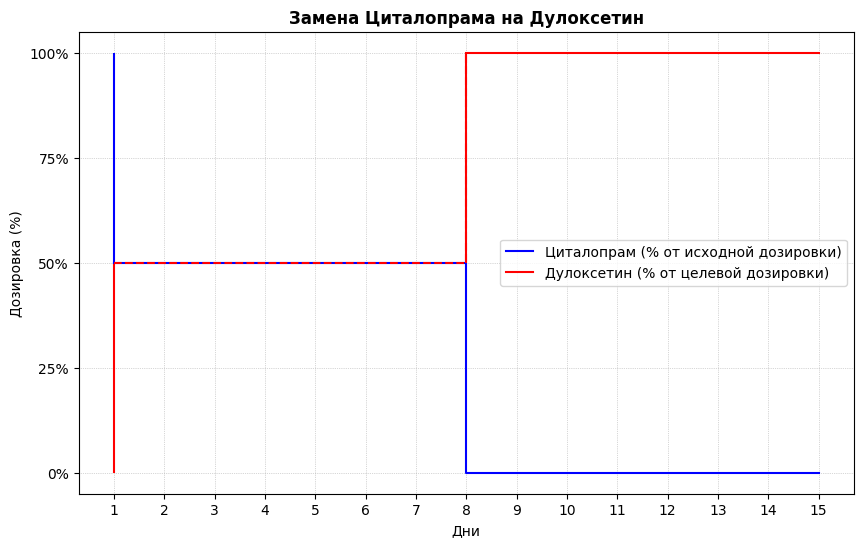 Замена Циталопрама на Дулоксетин
100%
75%
50%
25%
0%
Дозировка (%)
Циталопрам (% от исходной дозировки)
Дулоксетин (% от целевой дозировки)
1 2 3 4 5 6 7 8 9 10 11 12 13 14 15
Дни